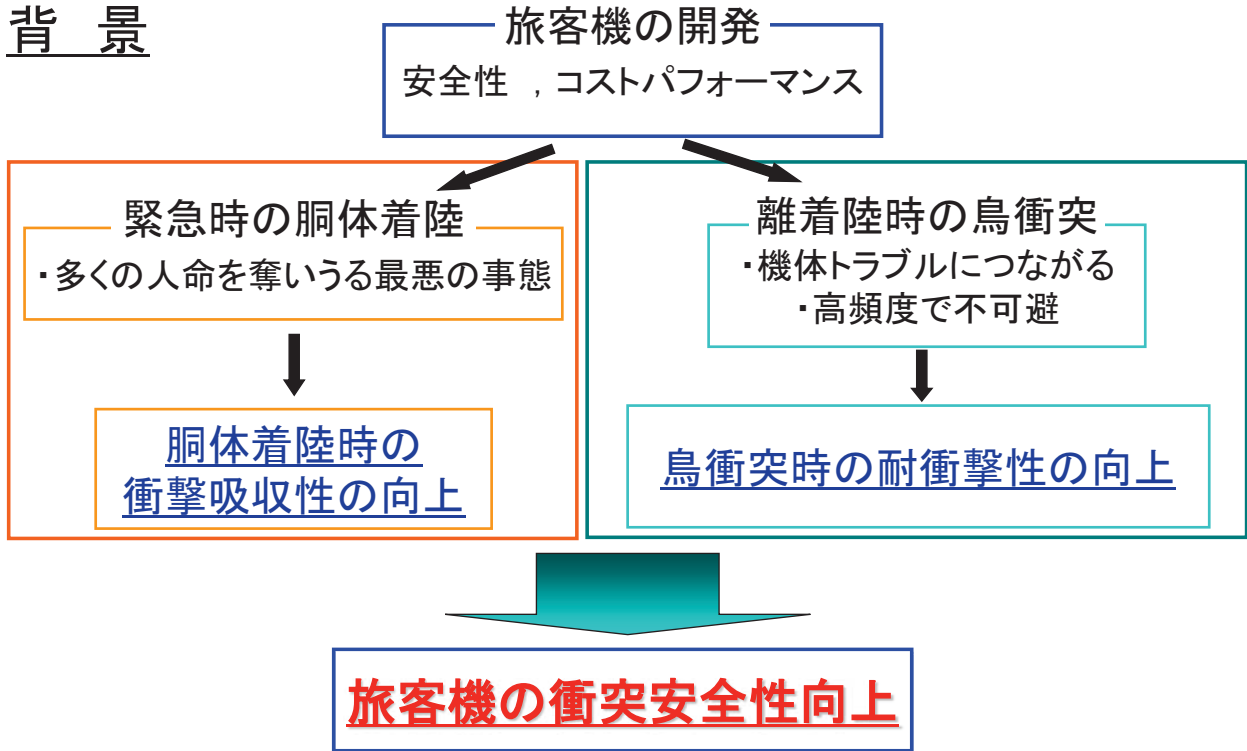 背 景
旅客機の開発
安全性 , コストパフォーマンス
緊急時の胴体着陸
・多くの人命を奪いうる最悪の事態
胴体着陸時の
衝撃吸収性の向上
離着陸時の鳥衝突
・機体トラブルにつながる
・高頻度で不可避
鳥衝突時の耐衝撃性の向上
旅客機の衝突安全性向上